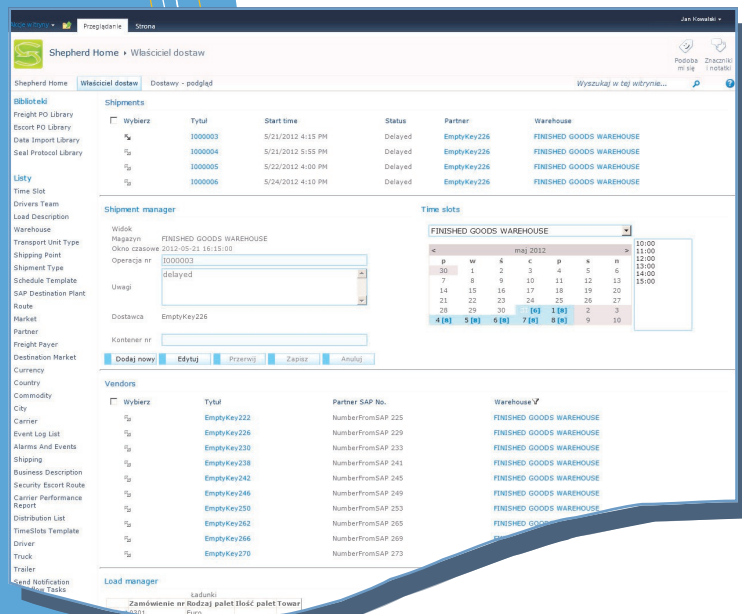 Akcje witryny
Przeglądanie
Strona
Jan Kowalski
Shepherd Home › Właściciel dostaw
Podoba mi się
Znaczniki i notatki
Shepherd Home
Właściciel dostaw
Dostawy - podgląd
Wyszukaj w tej witrynie...
Biblioteki
Freight PO Library
Escort PO Library
Data Import Library
Seal Protocol Library
Listy
Time Slot
Drivers Team
Load Description
Warehouse
Transport Unit Type
Shipping Point
Shipment Type
Schedule Template
SAP Destination Plant
Route
Market
Partner
Freight Payer
Destination Market
Currency
Country
Commodity
City
Carrier
Event Log List
Alarms And Events
Shipping
Business Description
Security Escort Route
Carrier Performance
Report
Distribution List
TimeSlots Template
Driver
Truck
Trailer
Send Notification
Tasks
Shipments
Wybierz Tytuł Start time Status Partner Warehouse
I000003 5/21/2012 4:15 PM Delayed EmptyKey226 FINISHED GOODS WAREHOUSE
I000004 5/21/2012 5:55 PM Delayed EmptyKey226 FINISHED GOODS WAREHOUSE
I000005 5/22/2012 4:00 PM Delayed EmptyKey226 FINISHED GOODS WAREHOUSE
I000006 5/24/2012 4:10 PM Delayed EmptyKey226 FINISHED GOODS WAREHOUSE
Shipment manager
Widok
Magazyn FINISHED GOODS WAREHOUSE
Okno czasowe 2012-05-21 16:15:00
Operacja nr I000003
Uwagi delayed
Dostawca EmptyKey226
Kontener nr
Dodaj nowy Edytuj Przerwij Zapisz Anuluj
Time slots
FINISHED GOODS WAREHOUSE
< maj 2012 >
p w ś c p s n
30 1 2 3 4 5 6
7 8 9 10 11 12 13
14 15 16 17 18 19 20
21 22 23 24 25 26 27
28 29 30 [6] 1 [8] 2 3
4 [8] 5 [8] 6 [8] 7 [8] 8 [8] 9 10
10:00
11:00
12:00
13:00
14:00
15:00
Vendors
Wybierz Tytuł Partner SAP No. Warehouse
EmptyKey222 NumberFromSAP 225 FINISHED GOODS WAREHOUSE
EmptyKey226 NumberFromSAP 229 FINISHED GOODS WAREHOUSE
EmptyKey230 NumberFromSAP 233 FINISHED GOODS WAREHOUSE
EmptyKey238 NumberFromSAP 241 FINISHED GOODS WAREHOUSE
EmptyKey242 NumberFromSAP 245 FINISHED GOODS WAREHOUSE
EmptyKey246 NumberFromSAP 249 FINISHED GOODS WAREHOUSE
EmptyKey250 NumberFromSAP 253 FINISHED GOODS WAREHOUSE
EmptyKey262 NumberFromSAP 265 FINISHED GOODS WAREHOUSE
EmptyKey266 NumberFromSAP 269 FINISHED
EmptyKey270 NumberFromSAP 273
Load manager
Ładunki
Zamówienie nr Rodzaj palet Ilość palet Towar
Euro